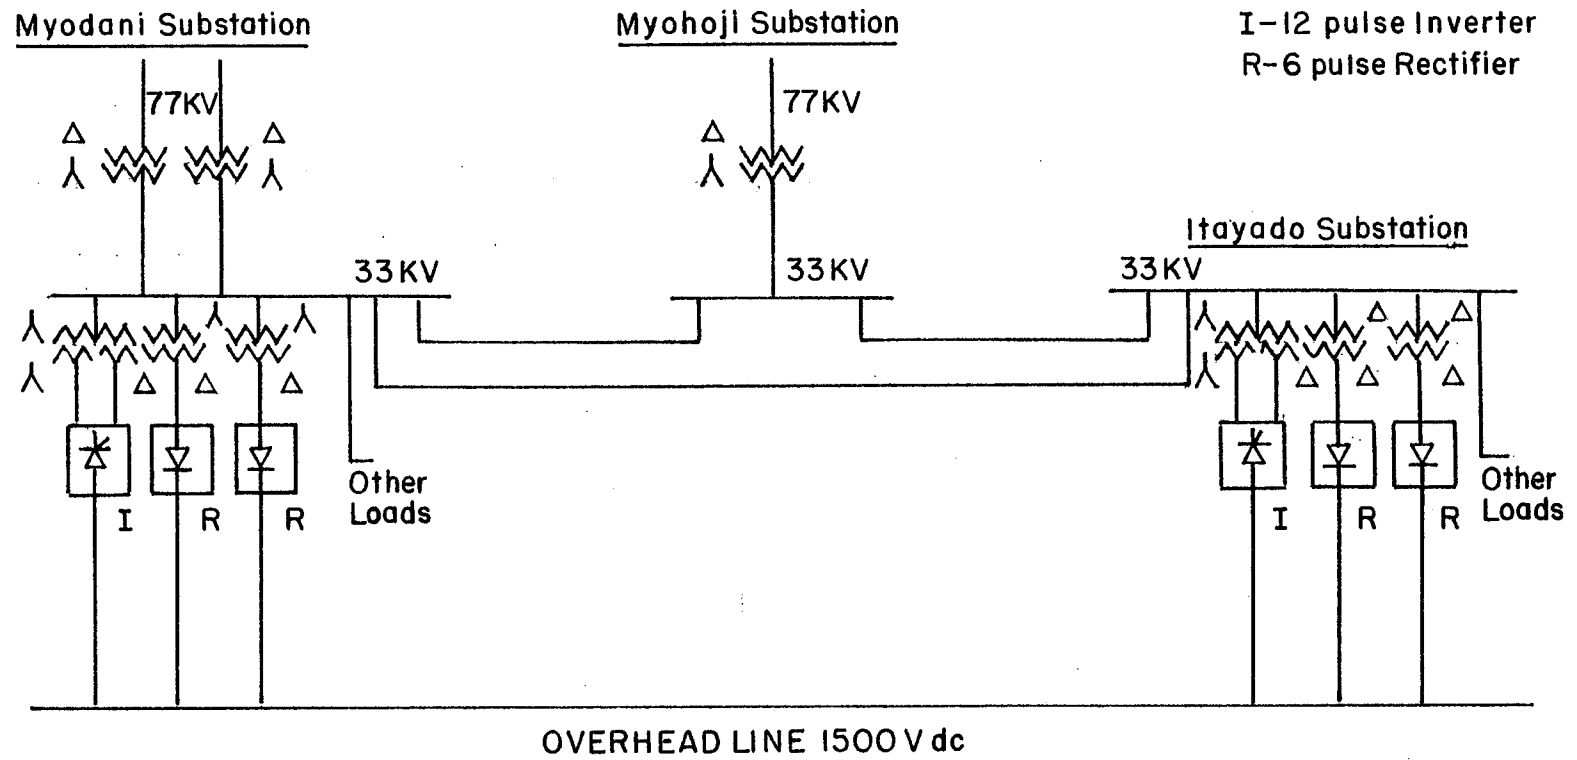 Myodani Substation
Myohoji Substation
I-12 pulse Inverter
R-6 pulse Rectifier
77KV
77KV
Itayado Substation
33KV
33KV
33KV
Other
Loads
Other
Loads
I
R
R
I
R
R
OVERHEAD LINE 1500 V dc